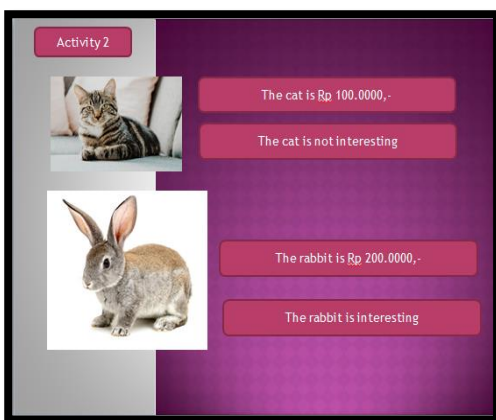 Activity 2
The cat is Rp 100.0000,-
The cat is not interesting
The rabbit is Rp 200.0000,-
The rabbit is interesting